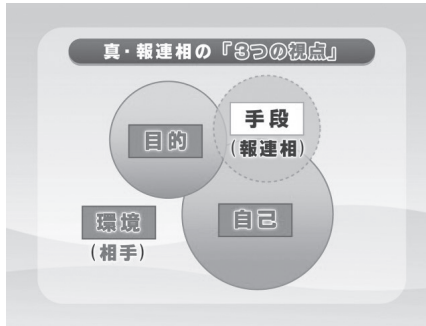 真・報連相の『3つの視点』
手段
(報連相)
目的
環境
(相手)
自己